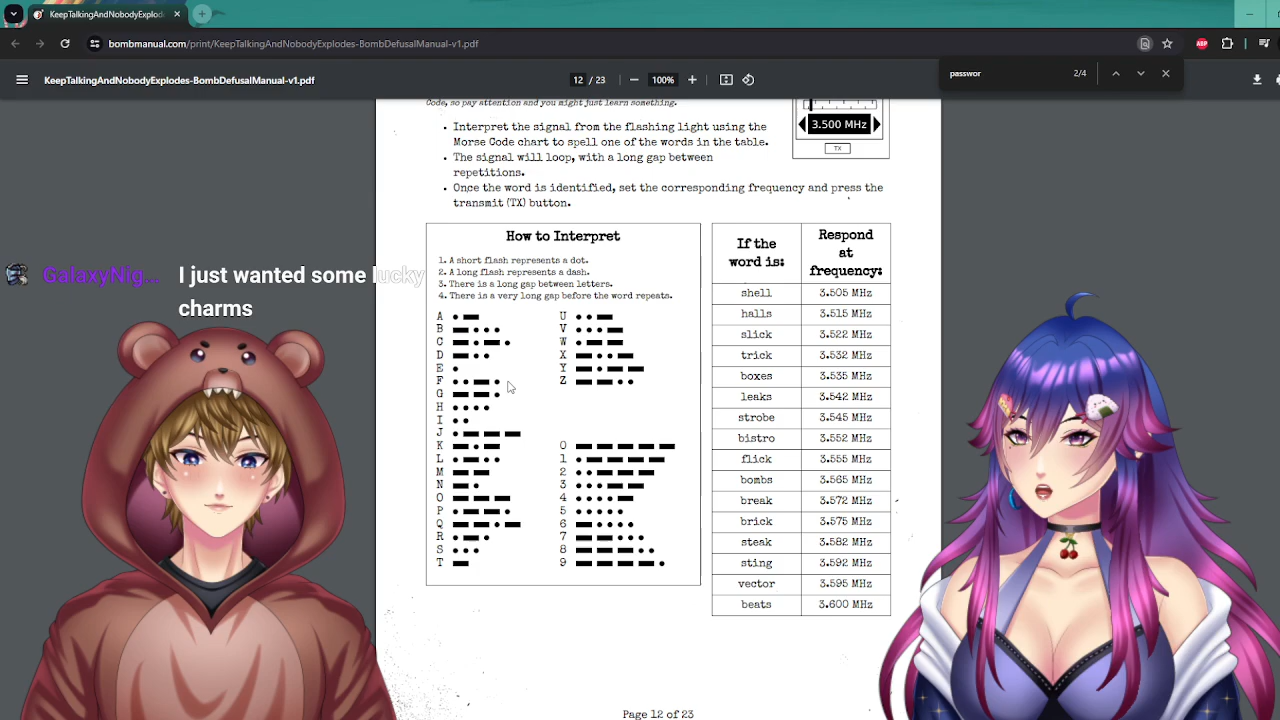 KeepTalkingAndNobodyExplode
bombmanual.com/print/KeepTalkingAndNobodyExplodes-BombDefusalManual-v1.pdf
ABP
KeepTalkingAndNobodyExplodes-BombDefusalManual-v1.pdf
12 / 23
100%
passwor
2/4
Code, so pay attention and you might just learn something.
3.500 MHz
TX
Interpret the signal from the flashing light using the
Morse Code chart to spell one of the words in the table.
The signal will loop, with a long gap between
repetitions.
Once the word is identified, set the corresponding frequency and press the
transmit (TX) button.
How to Interpret
1. A short flash represents a dot.
2. A long flash represents a dash.
3. There is a long gap between letters.
4. There is a very long gap before the word repeats.
A
B
C
D
E
F
G
H
I
J
K
L
M
N
O
P
Q
R
S
T
U
V
W
X
Y
Z
0
1
2
3
4
5
6
7
8
9
If the
word is:
Respond
at
frequency:
shell 3.505 MHz
halls 3.515 MHz
slick 3.522 MHz
trick 3.532 MHz
boxes 3.535 MHz
leaks 3.542 MHz
strobe 3.545 MHz
bistro 3.552 MHz
flick 3.555 MHz
bombs 3.565 MHz
break 3.572 MHz
brick 3.575 MHz
steak 3.582 MHz
sting 3.592 MHz
vector 3.595 MHz
beats 3.600 MHz
Page 12 of 23
GalaxyNig... I just wanted some lucky
charms